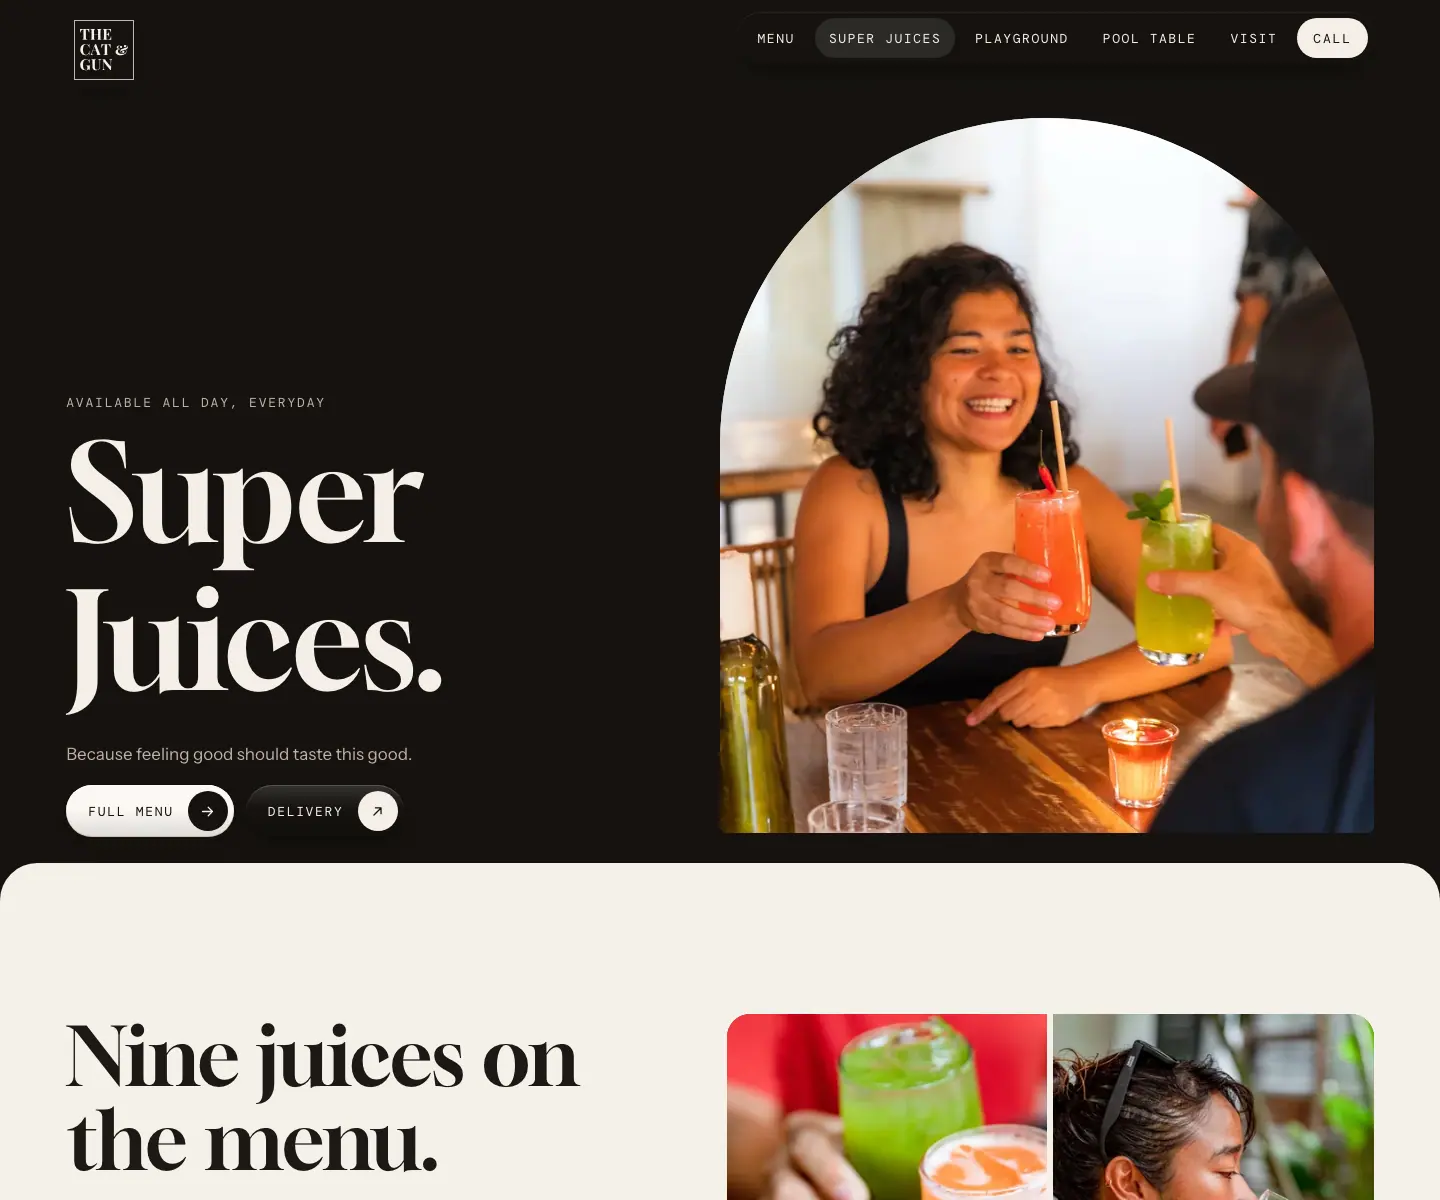 THE
CAT &
GUN
MENU
SUPER JUICES
PLAYGROUND
POOL TABLE
VISIT
CALL
AVAILABLE ALL DAY, EVERYDAY
Super
Juices.
Because feeling good should taste this good.
FULL MENU
DELIVERY
Nine juices on
the menu.